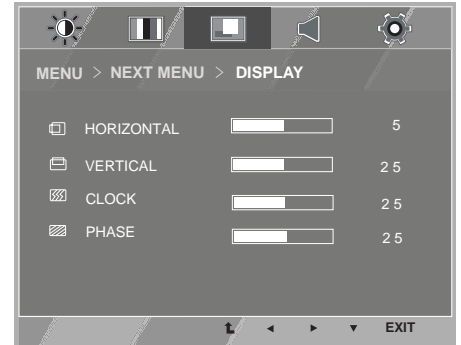 MENU > NEXT MENU > DISPLAY
HORIZONTAL 5
VERTICAL 25
CLOCK 25
PHASE 25
EXIT